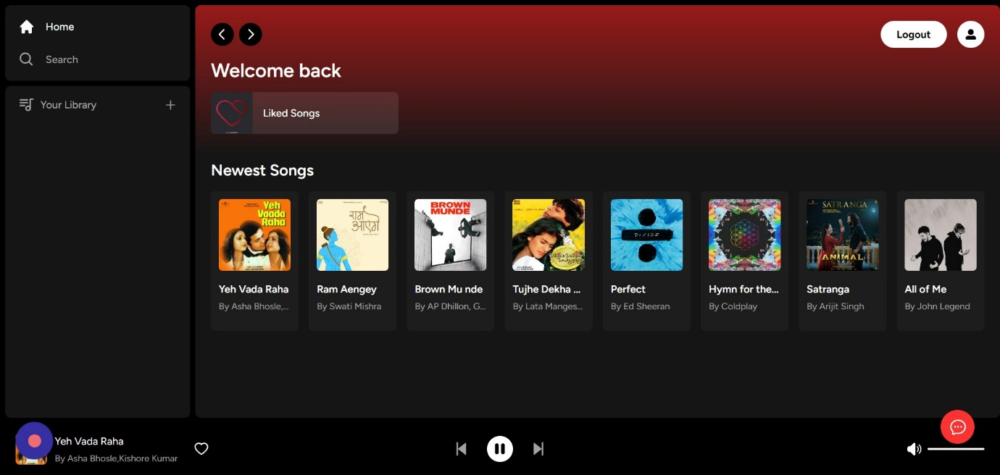 Home
Search
Your Library
Logout
Welcome back
Liked Songs
Newest Songs
Yeh
Vaada
Raha
राम
आएंगे
BROWN
MUNDE
DIVIDE
SATRANGA
ANIMAL
Yeh Vada Raha
By Asha Bhosle,...
Ram Aengey
By Swati Mishra
Brown Mu nde
By AP Dhillon, G...
Tujhe Dekha ...
By Lata Manges...
Perfect
By Ed Sheeran
Hymn for the...
By Coldplay
Satranga
By Arijit Singh
All of Me
By John Legend
Yeh Vada Raha
By Asha Bhosle,Kishore Kumar